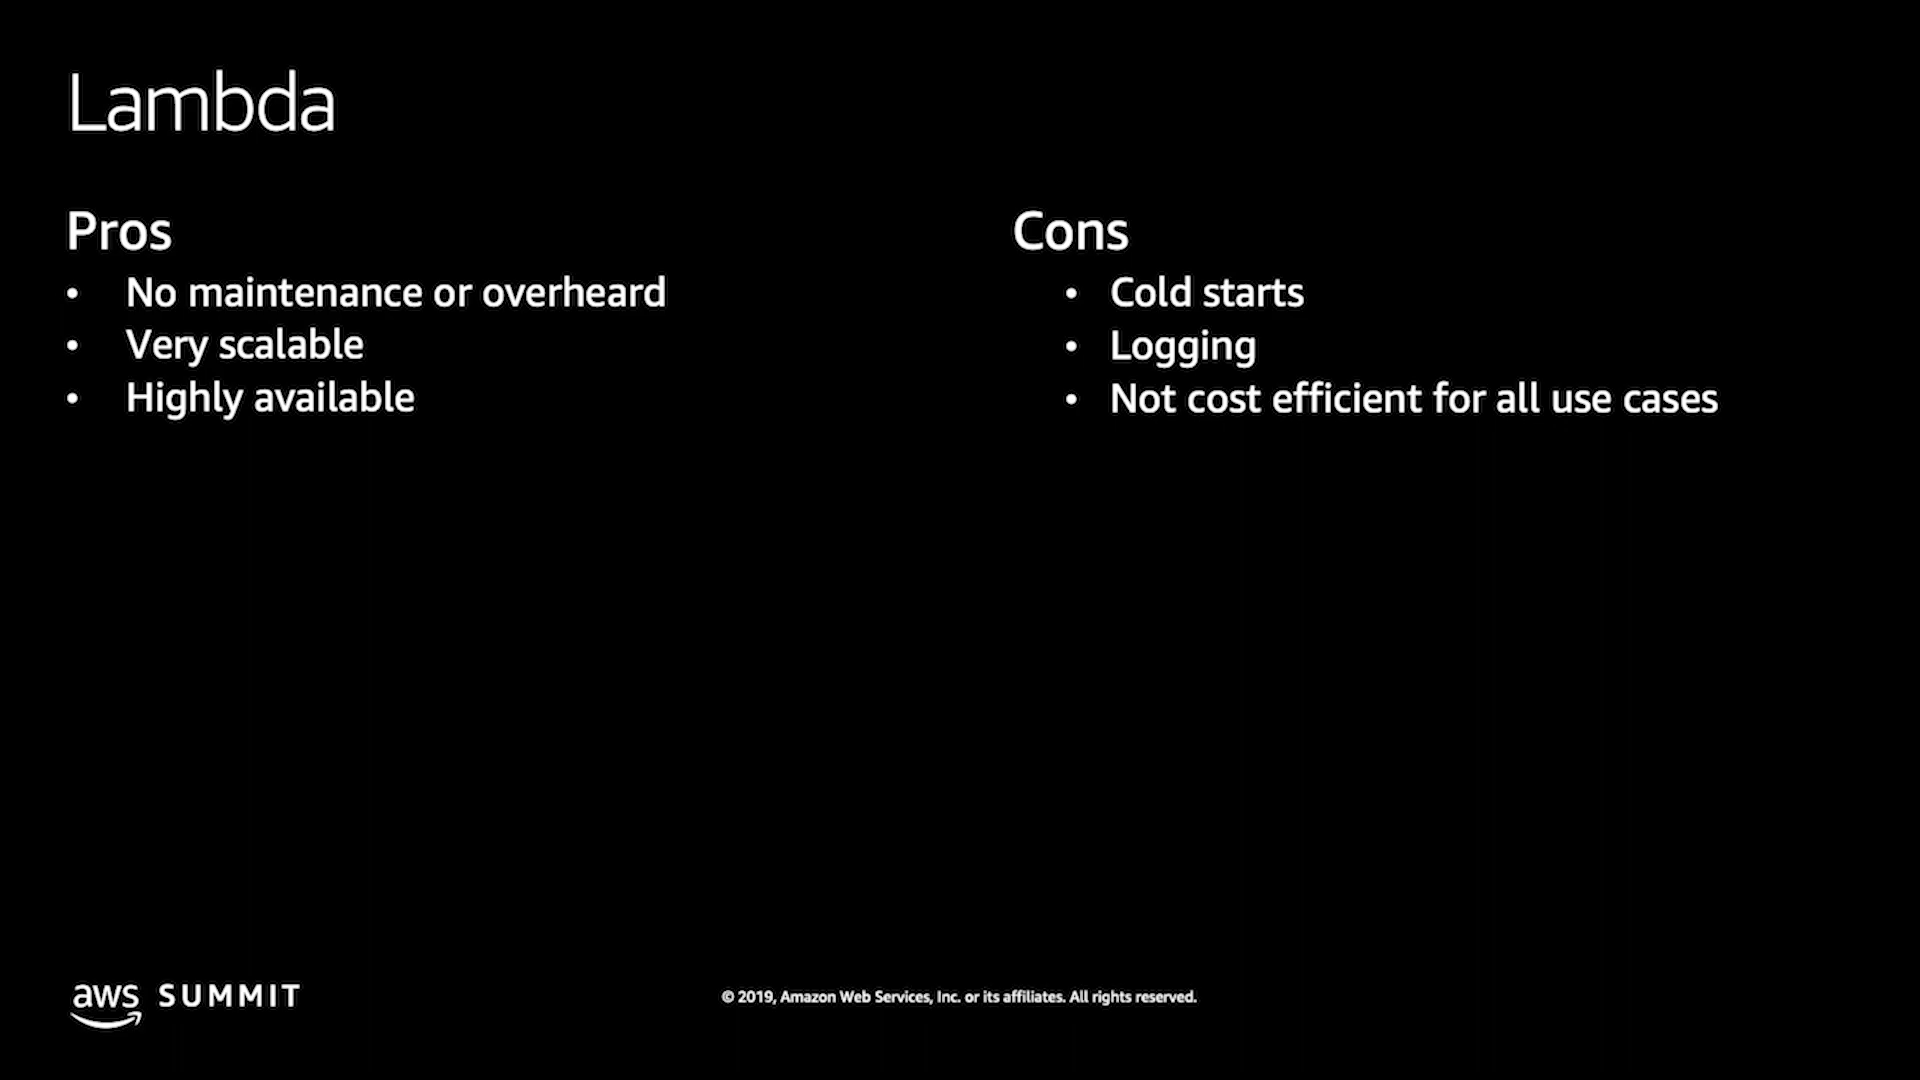 Lambda
Pros
• No maintenance or overheard
• Very scalable
• Highly available
Cons
• Cold starts
• Logging
• Not cost efficient for all use cases
aws SUMMIT
© 2019, Amazon Web Services, Inc. or its affiliates. All rights reserved.